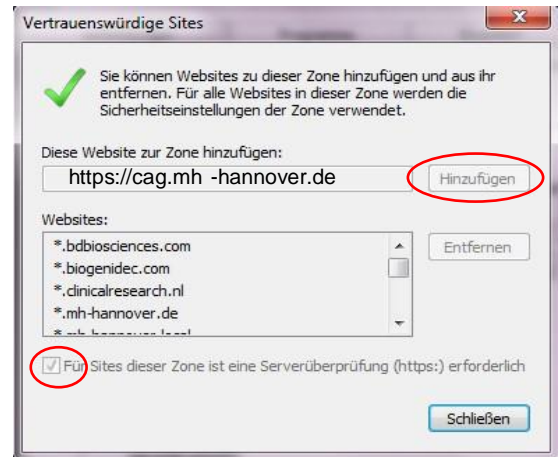 Vertrauenswürdige Sites
Sie können Websites zu dieser Zone hinzufügen und aus ihr
entfernen. Für alle Websites in dieser Zone werden die
Sicherheitseinstellungen der Zone verwendet.
Diese Website zur Zone hinzufügen:
https://cag.mh -hannover.de
Hinzufügen
Websites:
*.bdbiosciences.com
Entfernen
*.biogenidec.com
*.clinicalresearch.nl
*.mh-hannover.de
Für Sites dieser Zone ist eine Serverüberprüfung (https:) erforderlich
Schließen